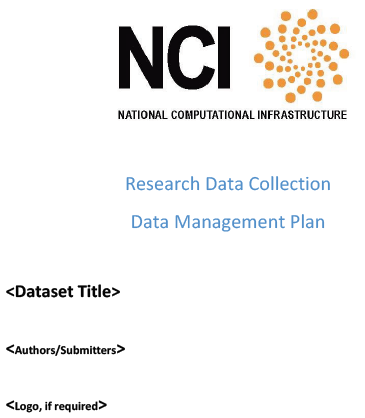 NCI
NATIONAL COMPUTATIONAL INFRASTRUCTURE
Research Data Collection
Data Management Plan
<Dataset Title>
<Authors/Submitters>
<Logo, if required>